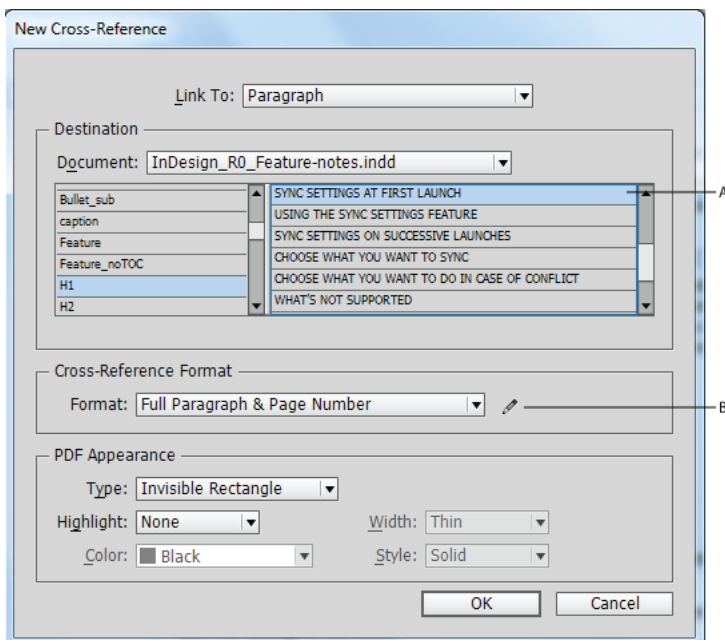 New Cross-Reference
Link To: Paragraph
Destination
Document: InDesign_R0_Feature-notes.indd
Bullet_sub
caption
Feature
Feature_noTOC
H1
H2
SYNC SETTINGS AT FIRST LAUNCH
USING THE SYNC SETTINGS FEATURE
SYNC SETTINGS ON SUCCESSIVE LAUNCHES
CHOOSE WHAT YOU WANT TO SYNC
CHOOSE WHAT YOU WANT TO DO IN CASE OF CONFLICT
WHAT'S NOT SUPPORTED
A
Cross-Reference Format
Format: Full Paragraph & Page Number
B
PDF Appearance
Type: Invisible Rectangle
Highlight: None Width: Thin
Color: Black Style: Solid
OK Cancel